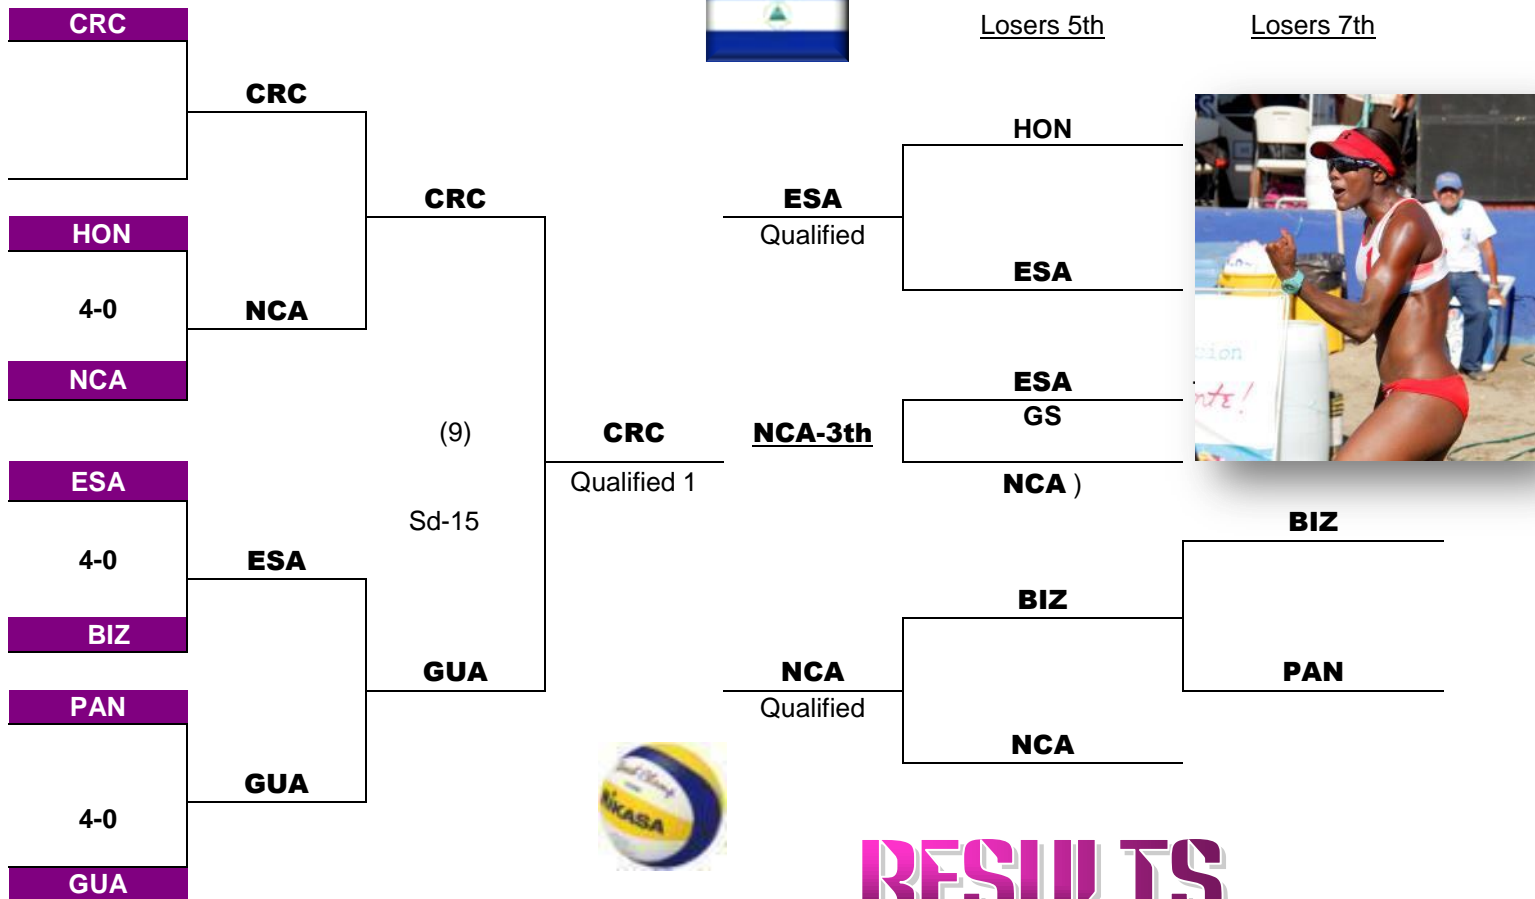 CRC
Losers 5th
Losers 7th
CRC
HON
CRC
ESA
HON
Qualified
ESA
4-0
NCA
NCA
ESA
GS
(9)
CRC
NCA-3th
ESA
Qualified 1
NCA )
Sd-15
BIZ
4-0
ESA
BIZ
BIZ
GUA
NCA
PAN
PAN
Qualified
NCA
GUA
4-0
MIKASA
RESULTS
GUA